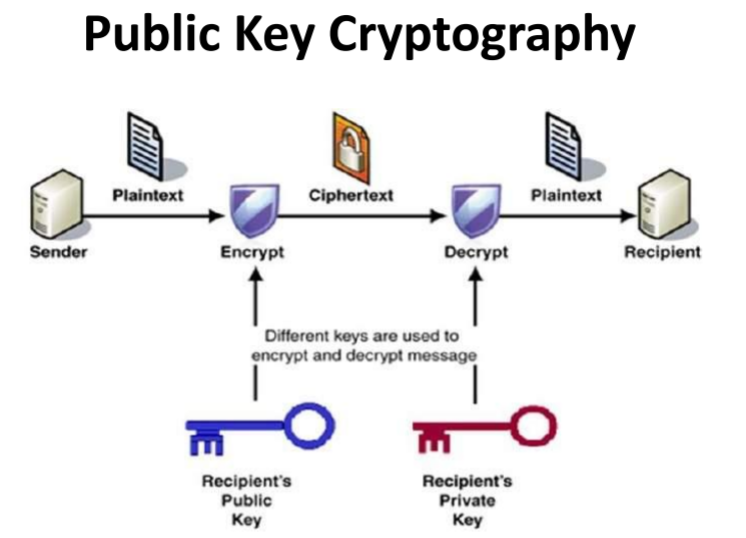 Public Key Cryptography
Plaintext
Ciphertext
Plaintext
Sender
Encrypt
Decrypt
Recipient
Different keys are used to
encrypt and decrypt message
Recipient's
Public
Key
Recipient's
Private
Key